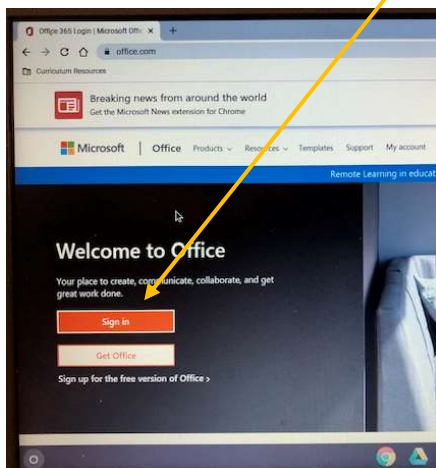 Office 365 Login | Microsoft Offic
office.com
Curriculum Resources
Breaking news from around the world
Get the Microsoft News extension for Chrome
Microsoft | Office Products Resources Templates Support My account
Remote Learning in educat
Welcome to Office
Your place to create, communicate, collaborate, and get
great work done.
Sign in
Get Office
Sign up for the free version of Office >